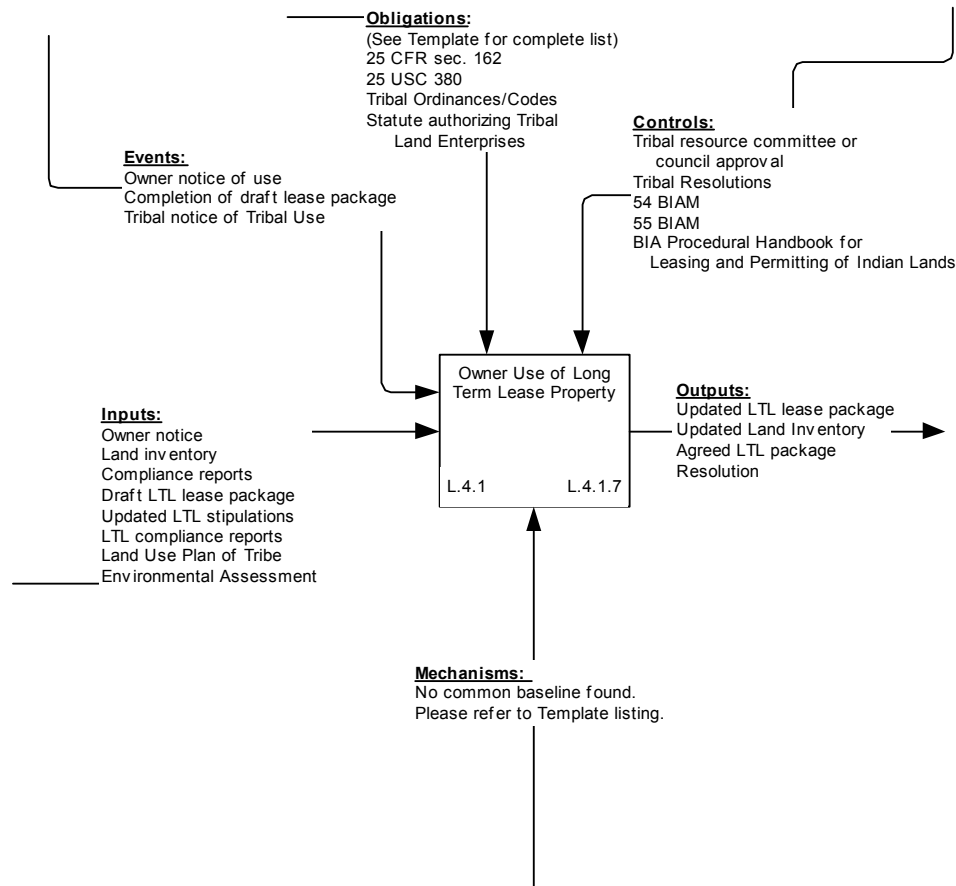 Obligations:
(See Template for complete list)
25 CFR sec. 162
25 USC 380
Tribal Ordinances/Codes
Statute authorizing Tribal
Land Enterprises
Controls:
Tribal resource committee or
council approval
Tribal Resolutions
54 BIAM
55 BIAM
BIA Procedural Handbook for
Leasing and Permitting of Indian Lands
Events:
Owner notice of use
Completion of draft lease package
Tribal notice of Tribal Use
Owner Use of Long
Term Lease Property
L.4.1 L.4.1.7
Inputs:
Owner notice
Land inventory
Compliance reports
Draft LTL lease package
Updated LTL stipulations
LTL compliance reports
Land Use Plan of Tribe
Environmental Assessment
Outputs:
Updated LTL lease package
Updated Land Inventory
Agreed LTL package
Resolution
Mechanisms:
No common baseline found.
Please refer to Template listing.